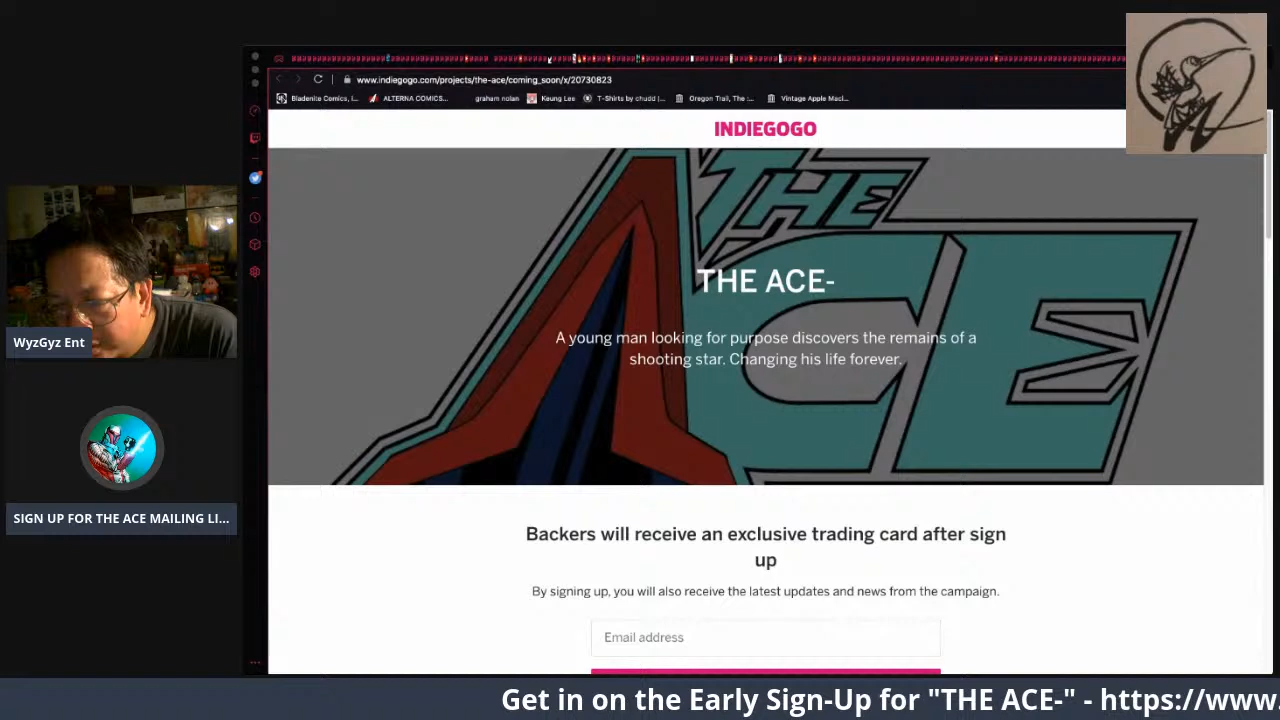 www.indiegogo.com/projects/the-ace/coming_soon/x/20730823
Bladenite Comics, I...
ALTERNA COMICS...
graham nolan
Kaung Lee
T-Shirts by chudd |...
Oregon Trail, The :...
Vintage Apple Maci...
INDIEGOGO
THE
ACE
THE ACE-
A young man looking for purpose discovers the remains of a
shooting star. Changing his life forever.
WyzGyz Ent
SIGN UP FOR THE ACE MAILING LI...
Backers will receive an exclusive trading card after sign
up
By signing up, you will also receive the latest updates and news from the campaign.
Email address
Get in on the Early Sign-Up for "THE ACE-" - https://www.